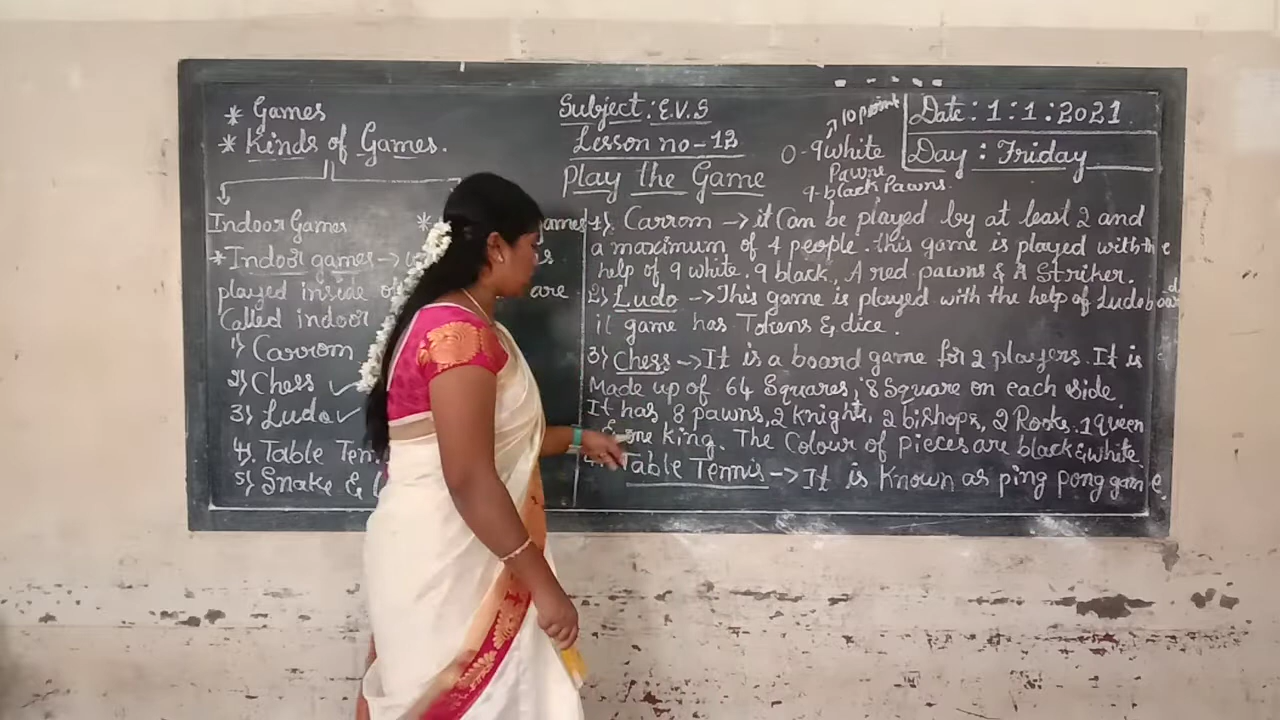 * Games
* Kinds of Games.
Indoor Games
* Indoor games ->
played inside
are
Called indoor
1) Carrom
2) Chess ✓
3) Ludo ✓
4) Table Ten
5) Snake &
Subject : E.V.S
Lesson no - 12
Play the Game
10 point
9 white
Pawns
9-black Pawns.
Date : 1 : 1 : 2021
Day : Friday
1) Carrom -> it Can be played by at least 2 and
a maximum of 4 people. this game is played with the
help of 9 white, 9 black, A red pawns & A Striker.
2) Ludo -> This game is played with the help of Ludo board
it game has Tokens & dice.
3) Chess -> It is a board game for 2 players. It is
Made up of 64 Squares, 8 Square on each side.
It has 8 pawns, 2 knights, 2 bishops, 2 Rooks. 1 queen
& one king. The Colour of Pieces are black & white.
4) Table Tennis -> It is known as ping pong game.